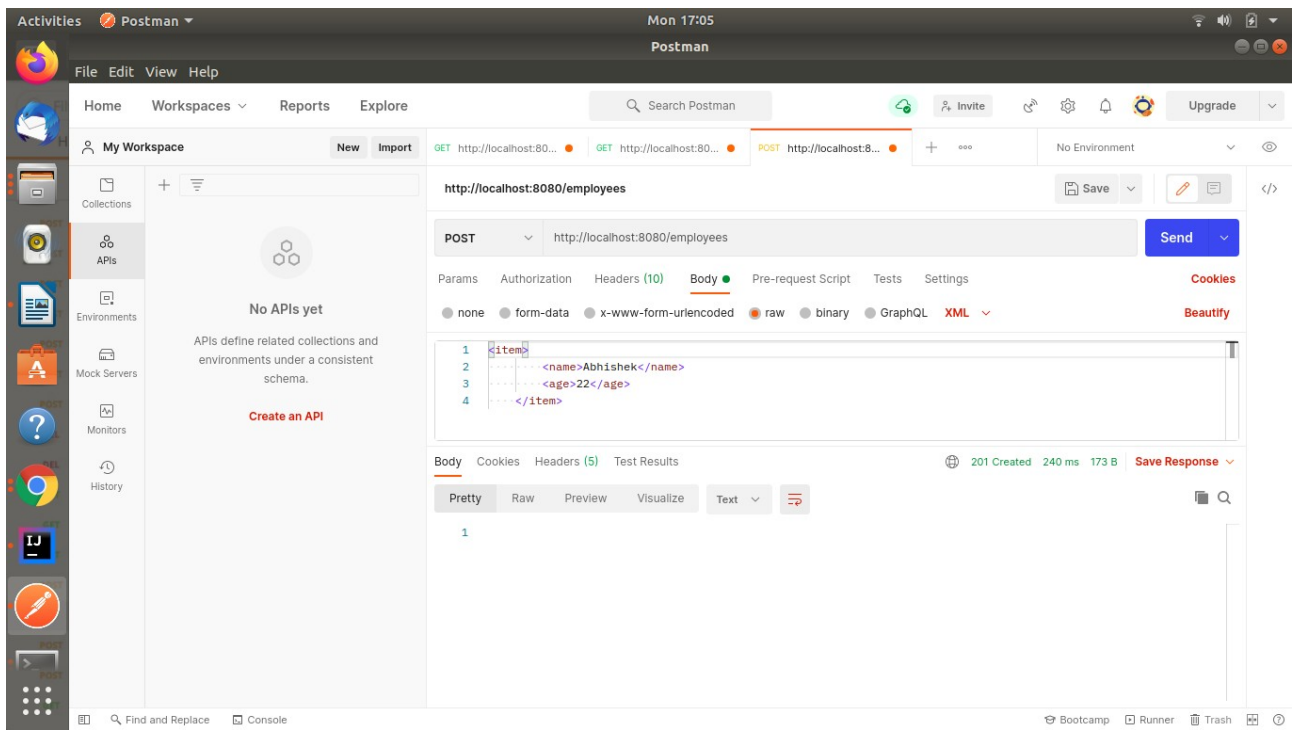 Activities Postman Mon 17:05
Postman
File Edit View Help
Home Workspaces Reports Explore Search Postman Invite Upgrade
My Workspace New Import GET http://localhost:80... GET http://localhost:80... POST http://localhost:8... No Environment
Collections
APIs
Environments
Mock Servers
Monitors
History
No APIs yet
APIs define related collections and
environments under a consistent
schema.
Create an API
http://localhost:8080/employees Save
POST http://localhost:8080/employees Send
Params Authorization Headers (10) Body Pre-request Script Tests Settings Cookies
none form-data x-www-form-urlencoded raw binary GraphQL XML Beautify
1 <item>
2 <name>Abhishek</name>
3 <age>22</age>
4 </item>
Body Cookies Headers (5) Test Results 201 Created 240 ms 173 B Save Response
Pretty Raw Preview Visualize Text
1
Find and Replace Console Bootcamp Runner Trash